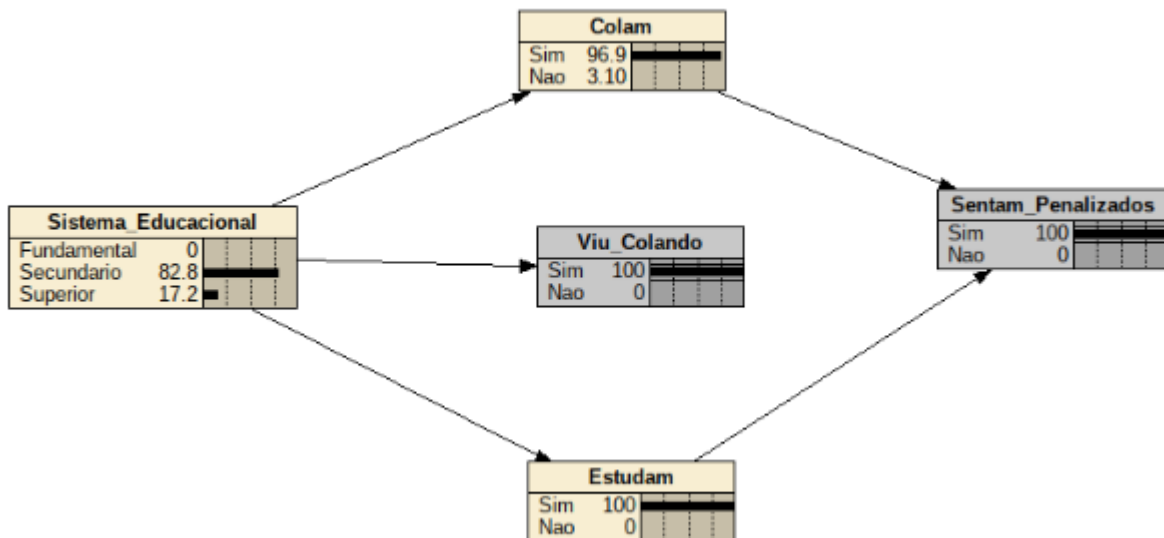 Colam
Sim 96.9
Nao 3.10
Sistema_Educacional
Fundamental 0
Secundario 82.8
Superior 17.2
Viu_Colando
Sim 100
Nao 0
Sentam_Penalizados
Sim 100
Nao 0
Estudam
Sim 100
Nao 0